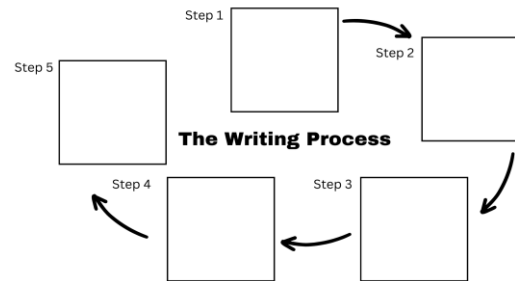 Step 1
Step 2
Step 5
The Writing Process
Step 4
Step 3